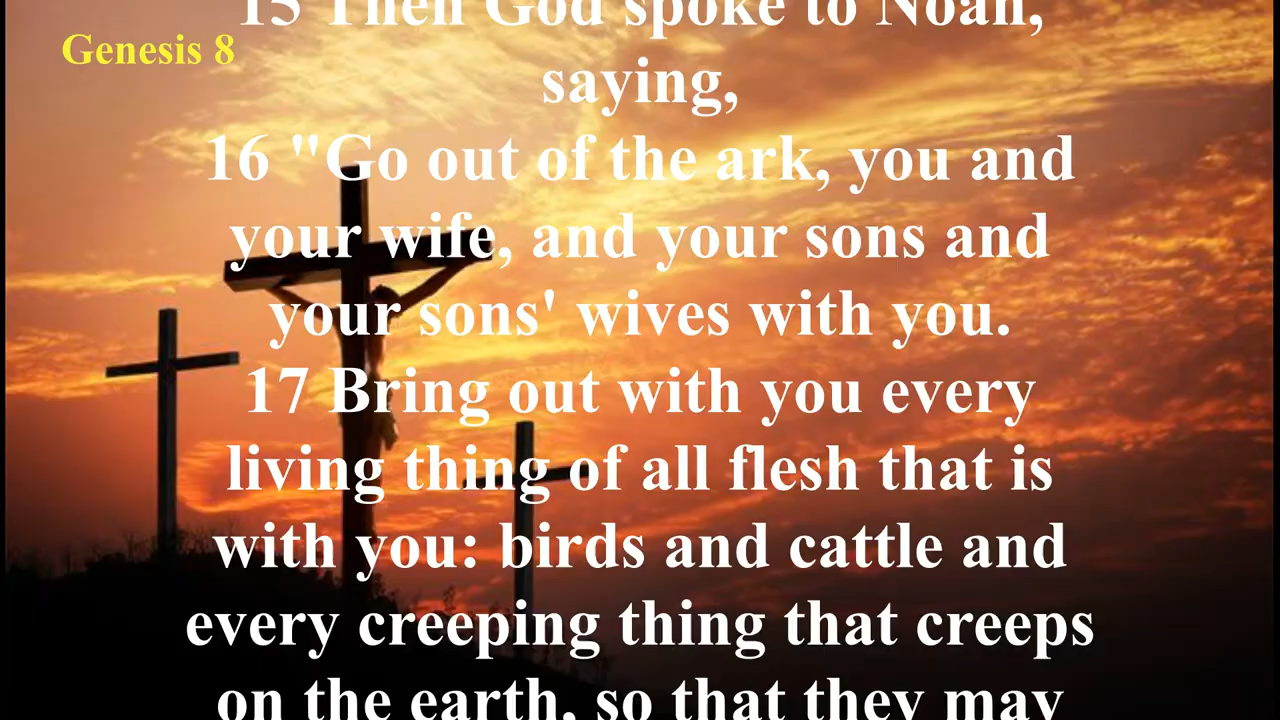 15 Then God spoke to Noah,
Genesis 8
saying,
16 "Go out of the ark, you and
your wife, and your sons and
your sons' wives with you.
17 Bring out with you every
living thing of all flesh that is
with you: birds and cattle and
every creeping thing that creeps
on the earth, so that they may